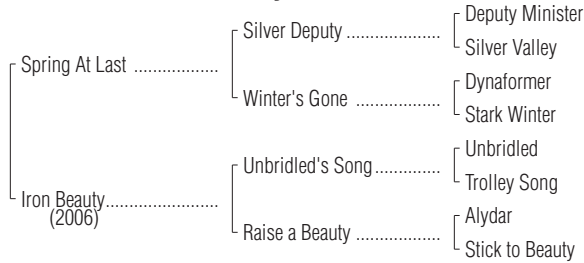 Deputy Minister
Silver Deputy ....................
Silver Valley
Spring At Last ..................
Dynaformer
Winter's Gone ..................
Stark Winter
Unbridled
Unbridled's Song..............
Trolley Song
Iron Beauty........................
(2006)
Alydar
Raise a Beauty ..................
Stick to Beauty